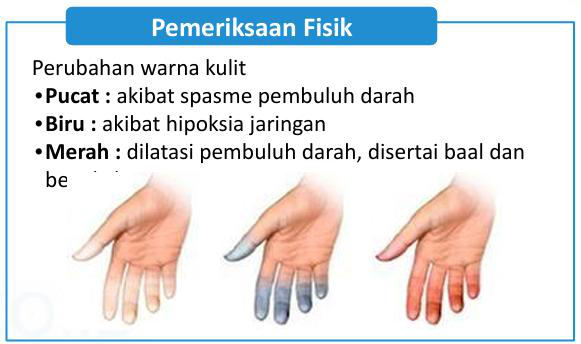 Pemeriksaan Fisik
Perubahan warna kulit
•Pucat : akibat spasme pembuluh darah
•Biru : akibat hipoksia jaringan
•Merah : dilatasi pembuluh darah, disertai baal dan